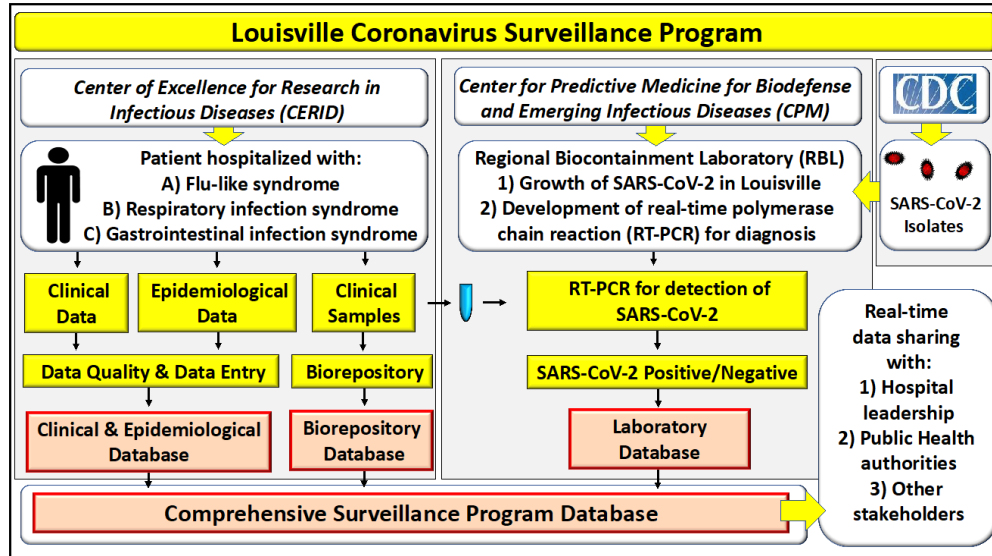 Louisville Coronavirus Surveillance Program
Center of Excellence for Research in
Infectious Diseases (CERID)
Patient hospitalized with:
A) Flu-like syndrome
B) Respiratory infection syndrome
C) Gastrointestinal infection syndrome
Clinical
Data
Epidemiological
Data
Clinical
Samples
Data Quality & Data Entry
Biorepository
Clinical & Epidemiological
Database
Biorepository
Database
Center for Predictive Medicine for Biodefense
and Emerging Infectious Diseases (CPM)
Regional Biocontainment Laboratory (RBL)
1) Growth of SARS-CoV-2 in Louisville
2) Development of real-time polymerase
chain reaction (RT-PCR) for diagnosis
RT-PCR for detection of
SARS-CoV-2
SARS-CoV-2 Positive/Negative
Laboratory
Database
CDC
SARS-CoV-2
Isolates
Comprehensive Surveillance Program Database
Real-time
data sharing
with:
1) Hospital
leadership
2) Public Health
authorities
3) Other
stakeholders